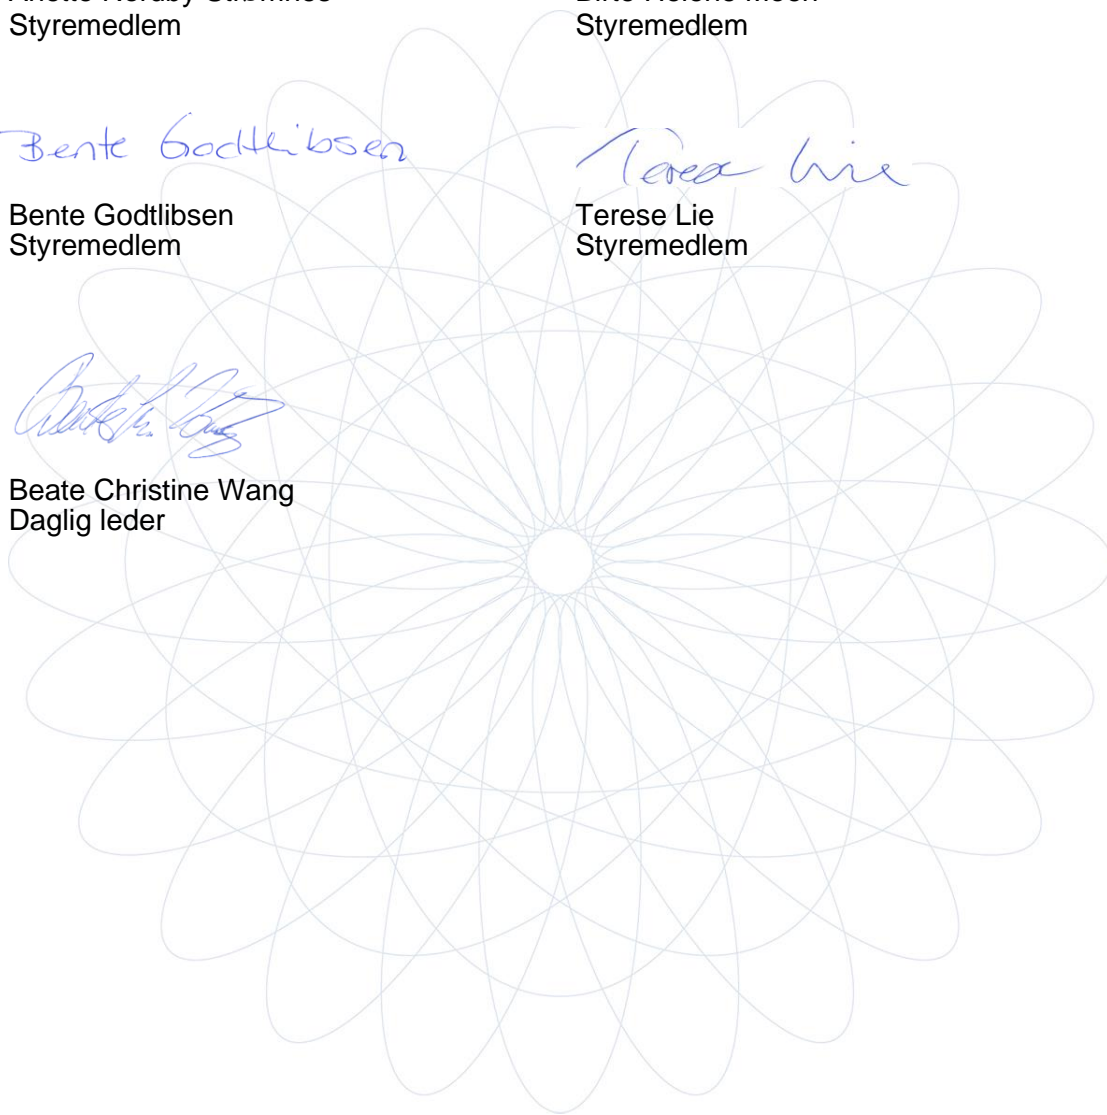 Styremedlem
Styremedlem
Bente Godtlibsen
Bente Godtlibsen
Styremedlem
Terese Lie
Terese Lie
Styremedlem
Beate Christine Wang
Daglig leder